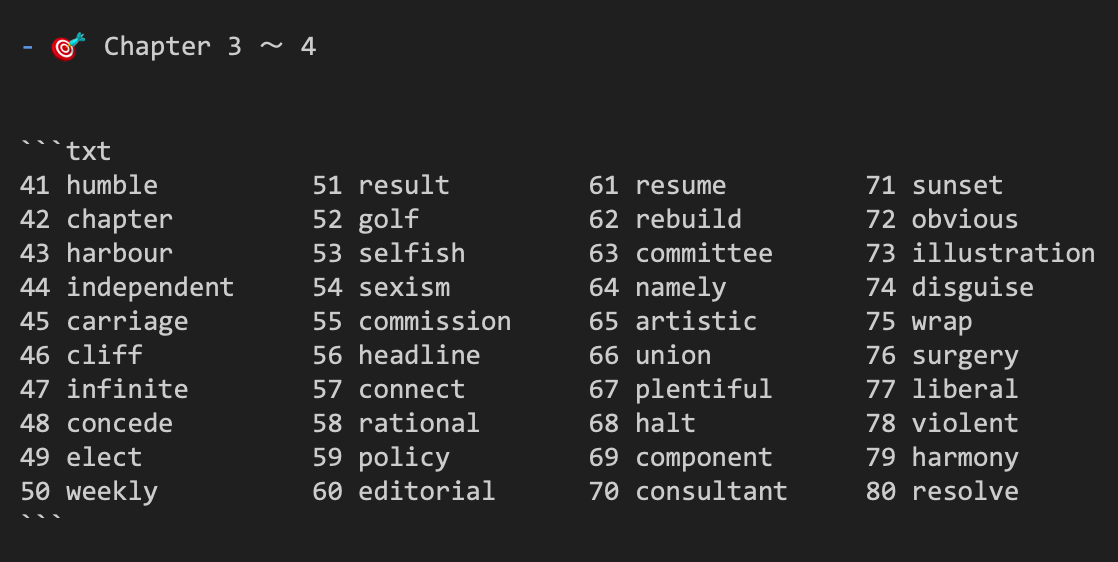 - 🎯 Chapter 3 ～ 4
```txt
41 humble          51 result          61 resume          71 sunset
42 chapter         52 golf            62 rebuild         72 obvious
43 harbour         53 selfish         63 committee       73 illustration
44 independent     54 sexism          64 namely          74 disguise
45 carriage        55 commission      65 artistic        75 wrap
46 cliff           56 headline        66 union           76 surgery
47 infinite        57 connect         67 plentiful       77 liberal
48 concede         58 rational        68 halt            78 violent
49 elect           59 policy          69 component       79 harmony
50 weekly          60 editorial       70 consultant      80 resolve
```